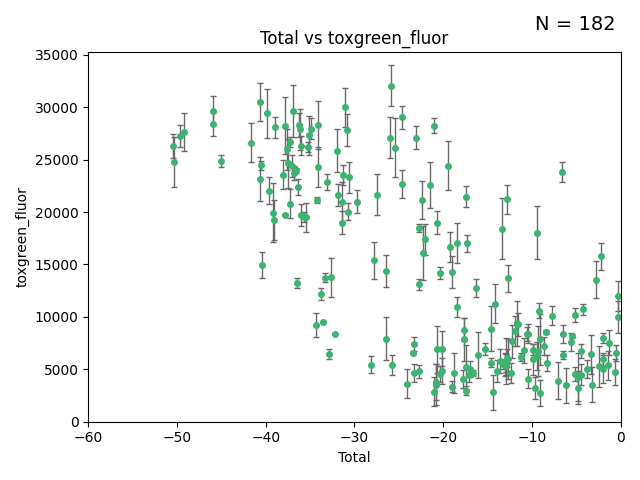 N = 182
Total vs toxgreen_fluor
toxgreen_fluor
35000
30000
25000
20000
15000
10000
5000
0
−60 −50 −40 −30 −20 −10 0
Total